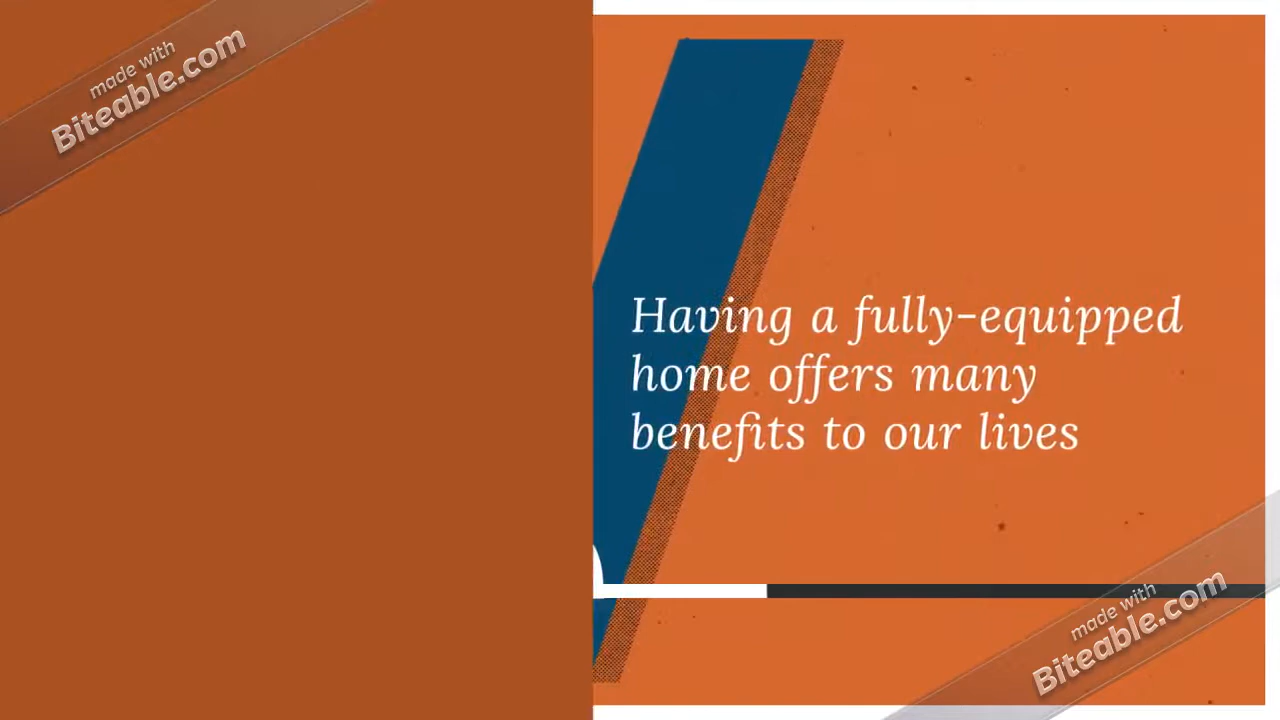 made with
Biteable.com
Having a fully-equipped
home offers many
benefits to our lives
made with
Biteable.com